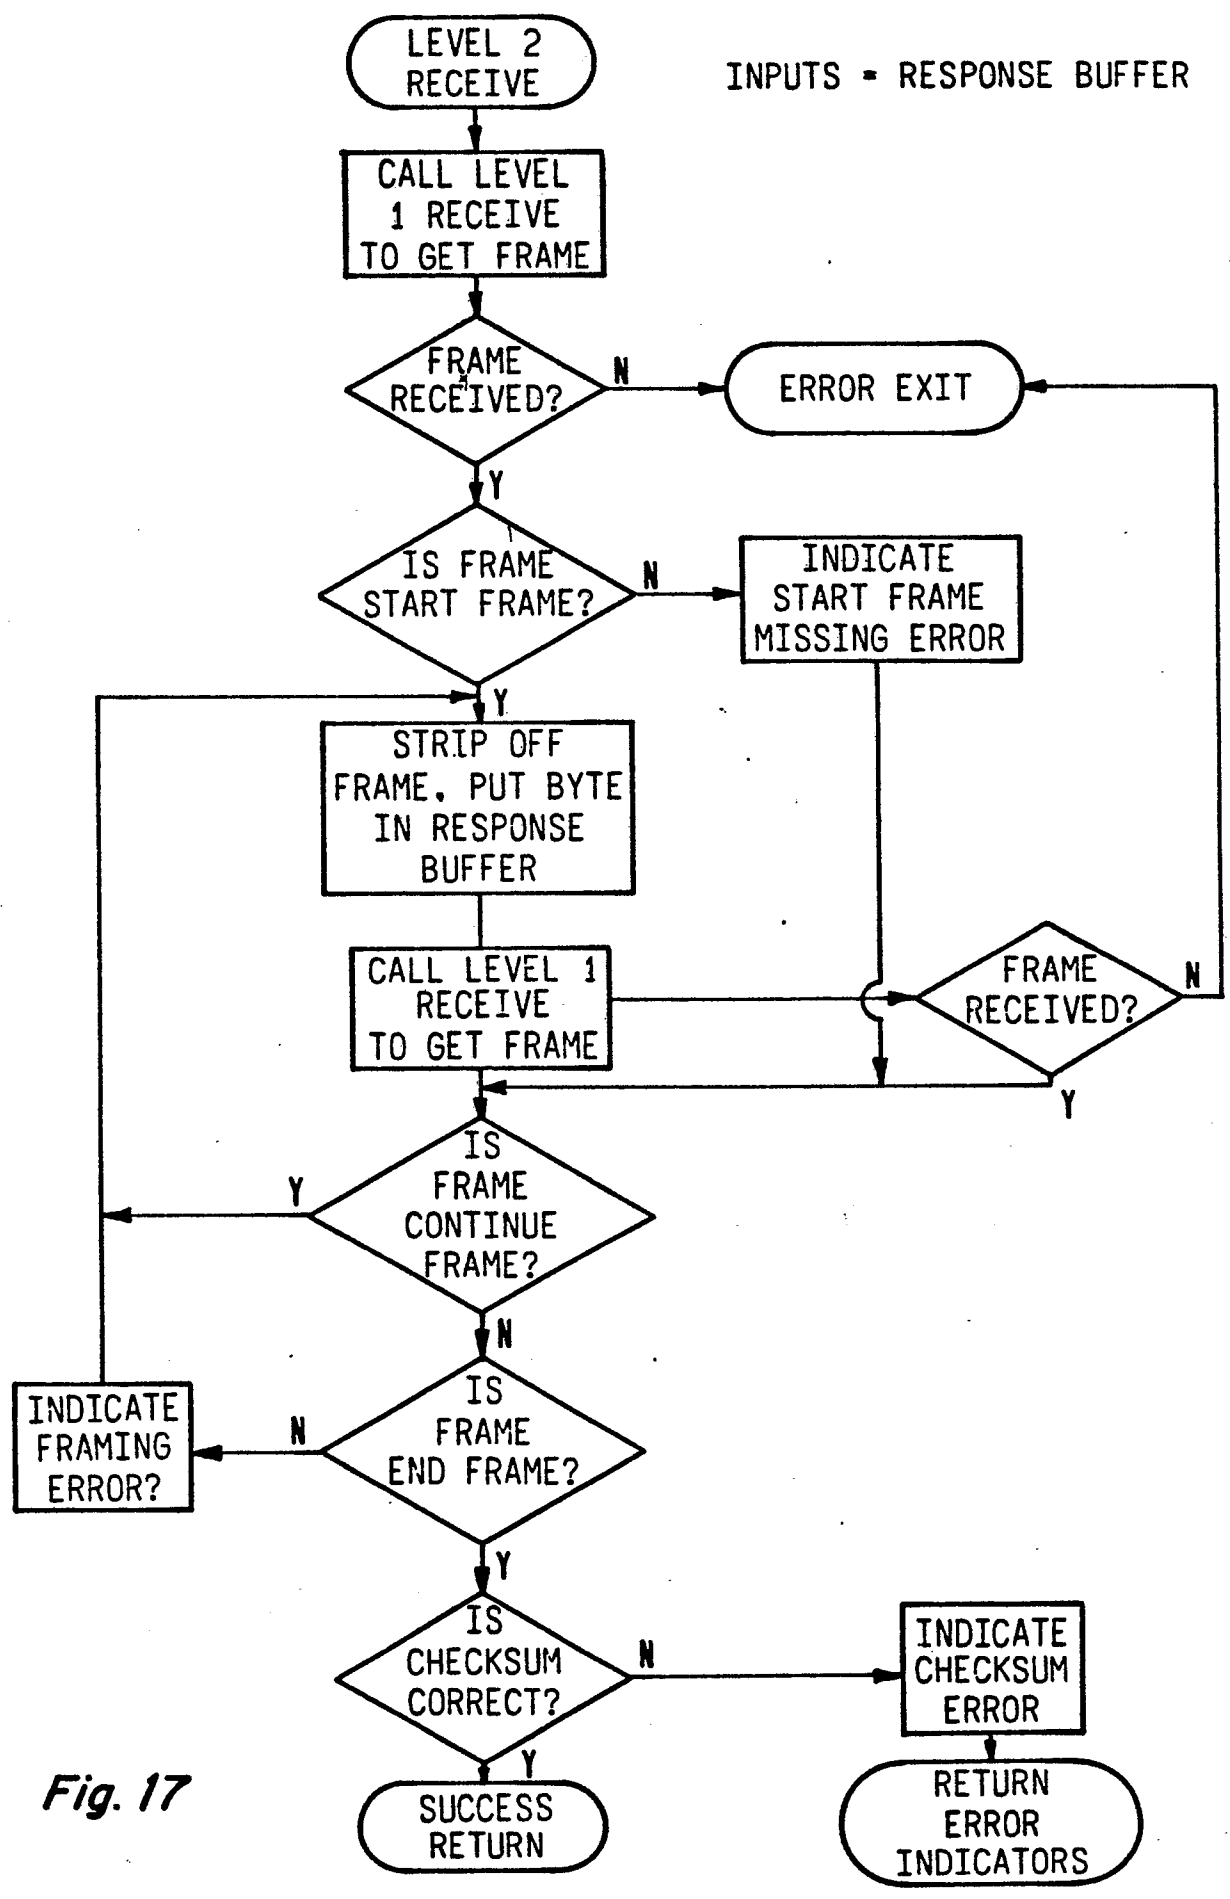 LEVEL 2
RECEIVE
INPUTS = RESPONSE BUFFER
CALL LEVEL
1 RECEIVE
TO GET FRAME
FRAME
RECEIVED?
N
ERROR EXIT
Y
IS FRAME
START FRAME?
N
INDICATE
START FRAME
MISSING ERROR
Y
STRIP OFF
FRAME. PUT BYTE
IN RESPONSE
BUFFER
CALL LEVEL 1
RECEIVE
TO GET FRAME
FRAME
RECEIVED?
N
Y
IS
FRAME
CONTINUE
FRAME?
Y
N
IS
FRAME
END FRAME?
N
INDICATE
FRAMING
ERROR?
Y
IS
CHECKSUM
CORRECT?
N
INDICATE
CHECKSUM
ERROR
Y
SUCCESS
RETURN
RETURN
ERROR
INDICATORS
Fig. 17